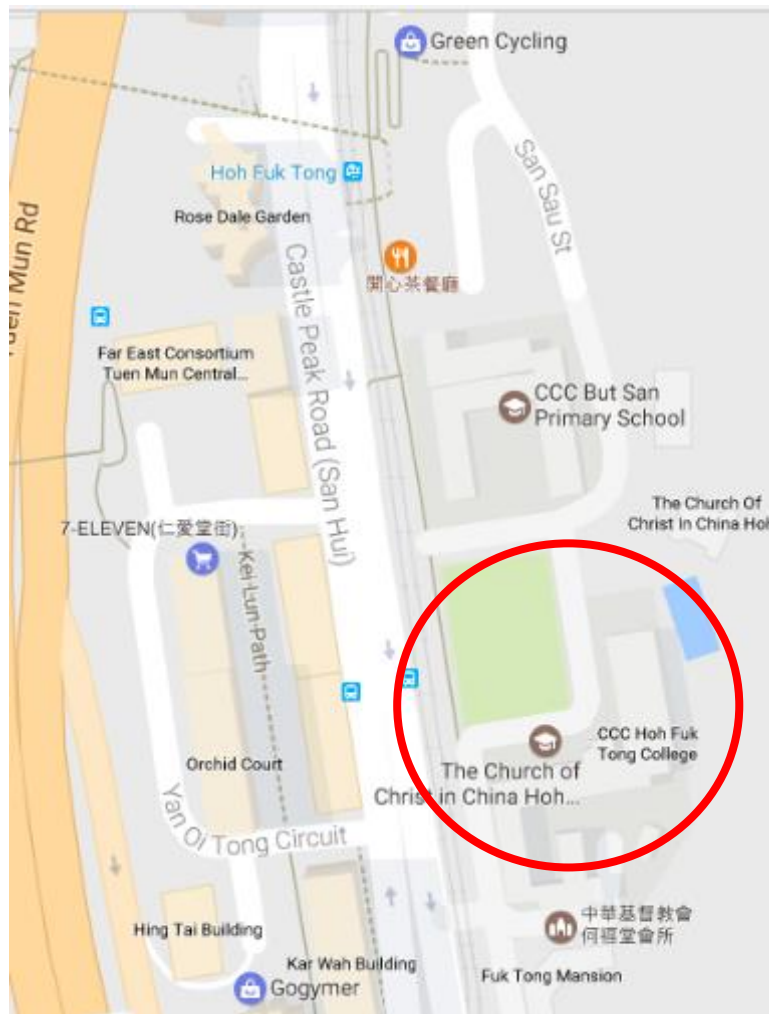 Green Cycling
San Sau St
Hoh Fuk Tong
Rose Dale Garden
Tuen Mun Rd
開心茶餐廳
Castle Peak Road (San Hui)
Far East Consortium
Tuen Mun Central...
CCC But San
Primary School
The Church Of
Christ in China Hoh
7-ELEVEN(仁愛堂街)
Kei Lun Path
CCC Hoh Fuk
Tong College
Orchid Court
The Church of
Christ in China Hoh...
Yan Oi Tong Circuit
中華基督教會
何福堂會所
Hing Tai Building
Kar Wah Building
Fuk Tong Mansion
Gogymer